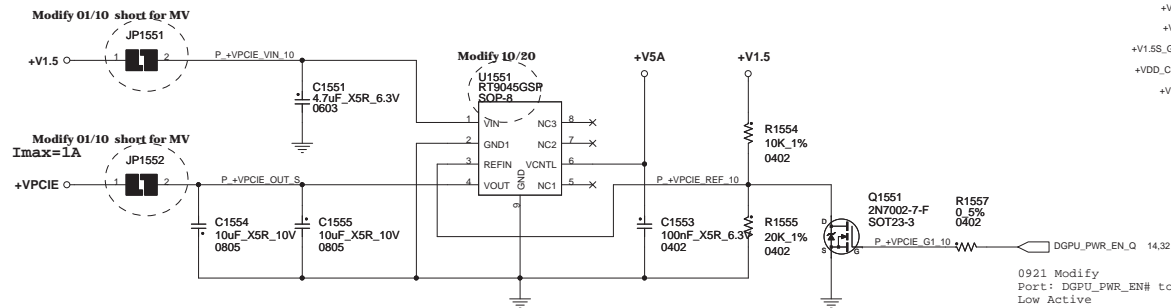 Modify 01/10 short for MV
JP1551
+V1.5
1
2
P_+VPCIE_VIN_10
C1551
4.7uF_X5R_6.3V
0603
Modify 10/20
U1551
RT9045GSP
SOP-8
1 VIN
2 GND1
3 REFIN
4 VOUT
NC3 8
NC2 7
VCNTL 6
NC1 5
GND
9
+V5A
+V1.5
R1554
10K_1%
0402
Modify 01/10 short for MV
Imax=1A
JP1552
+VPCIE
1
2
P_+VPCIE_OUT_S
C1554
10uF_X5R_10V
0805
C1555
10uF_X5R_10V
0805
P_+VPCIE_REF_10
C1553
100nF_X5R_6.3V
0402
R1555
20K_1%
0402
Q1551
2N7002-7-F
SOT23-3
D
S
G
P_+VPCIE_G1_10
R1557
0_5%
0402
DGPU_PWR_EN_Q 14,32
0921 Modify
Port: DGPU_PWR_EN# to
Low Active
+V
+V
+V1.5S_G
+VDD_C
+V